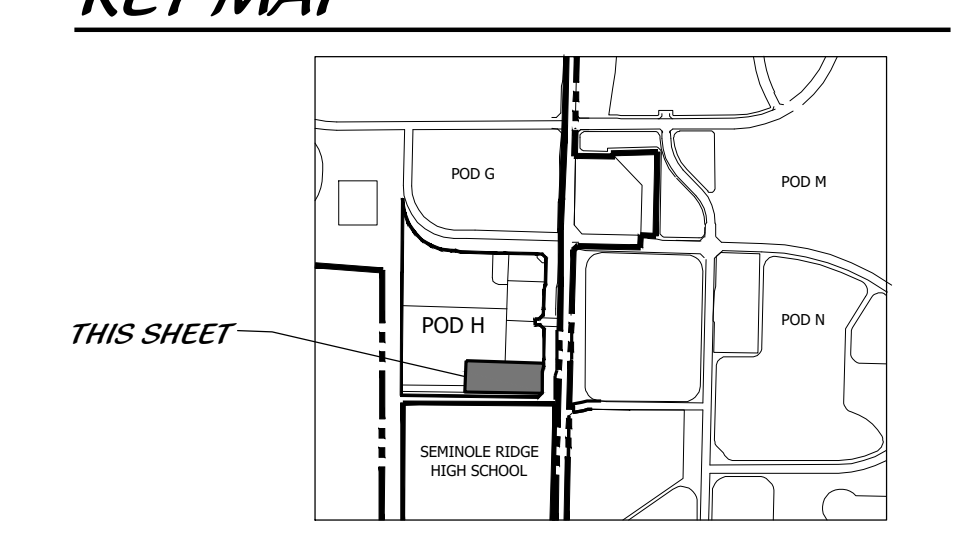 KEY MAP
POD G
POD M
THIS SHEET
POD H
POD N
SEMINOLE RIDGE
HIGH SCHOOL